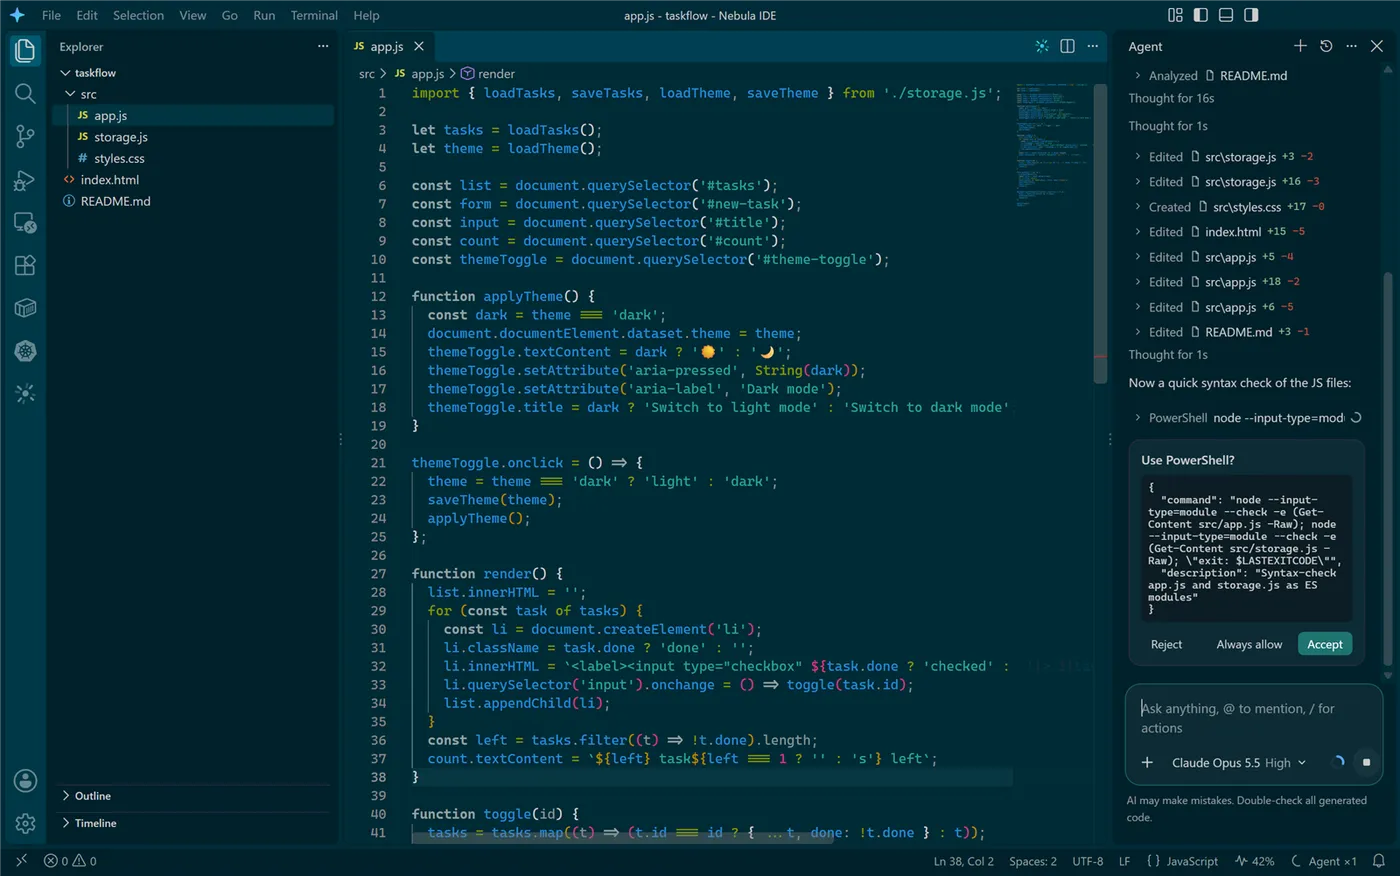 File Edit Selection View Go Run Terminal Help
app.js - taskflow - Nebula IDE
Explorer
taskflow
src
JS app.js
JS storage.js
# styles.css
<> index.html
README.md
Outline
Timeline
JS app.js
src > JS app.js > render
1 import { loadTasks, saveTasks, loadTheme, saveTheme } from './storage.js';
2
3 let tasks = loadTasks();
4 let theme = loadTheme();
5
6 const list = document.querySelector('#tasks');
7 const form = document.querySelector('#new-task');
8 const input = document.querySelector('#title');
9 const count = document.querySelector('#count');
10 const themeToggle = document.querySelector('#theme-toggle');
11
12 function applyTheme() {
13 const dark = theme === 'dark';
14 document.documentElement.dataset.theme = theme;
15 themeToggle.textContent = dark ? '☀️' : '🌙';
16 themeToggle.setAttribute('aria-pressed', String(dark));
17 themeToggle.setAttribute('aria-label', 'Dark mode');
18 themeToggle.title = dark ? 'Switch to light mode' : 'Switch to dark mode'
19 }
20
21 themeToggle.onclick = () => {
22 theme = theme === 'dark' ? 'light' : 'dark';
23 saveTheme(theme);
24 applyTheme();
25 };
26
27 function render() {
28 list.innerHTML = '';
29 for (const task of tasks) {
30 const li = document.createElement('li');
31 li.className = task.done ? 'done' : '';
32 li.innerHTML = `<label><input type="checkbox" ${task.done ? 'checked' :
33 li.querySelector('input').onchange = () => toggle(task.id);
34 list.appendChild(li);
35 }
36 const left = tasks.filter((t) => !t.done).length;
37 count.textContent = `${left} task${left === 1 ? '' : 's'} left`;
38 }
39
40 function toggle(id) {
41 tasks = tasks.map((t) => (t.id === id ? { ...t, done: !t.done } : t));
Agent
Analyzed README.md
Thought for 16s
Thought for 1s
Edited src\storage.js +3 -2
Edited src\storage.js +16 -3
Created src\styles.css +17 -0
Edited index.html +15 -5
Edited src\app.js +5 -4
Edited src\app.js +18 -2
Edited src\app.js +6 -5
Edited README.md +3 -1
Thought for 1s
Now a quick syntax check of the JS files:
PowerShell node --input-type=mod
Use PowerShell?
{
"command": "node --input-
type=module --check -e (Get-
Content src/app.js -Raw); node
--input-type=module --check -e
(Get-Content src/storage.js -
Raw); \"exit: $LASTEXITCODE\"",
"description": "Syntax-check
app.js and storage.js as ES
modules"
}
Reject Always allow Accept
Ask anything, @ to mention, / for
actions
Claude Opus 5.5 High
AI may make mistakes. Double-check all generated
code.
0 0
Ln 38, Col 2 Spaces: 2 UTF-8 LF { } JavaScript 42% Agent ×1